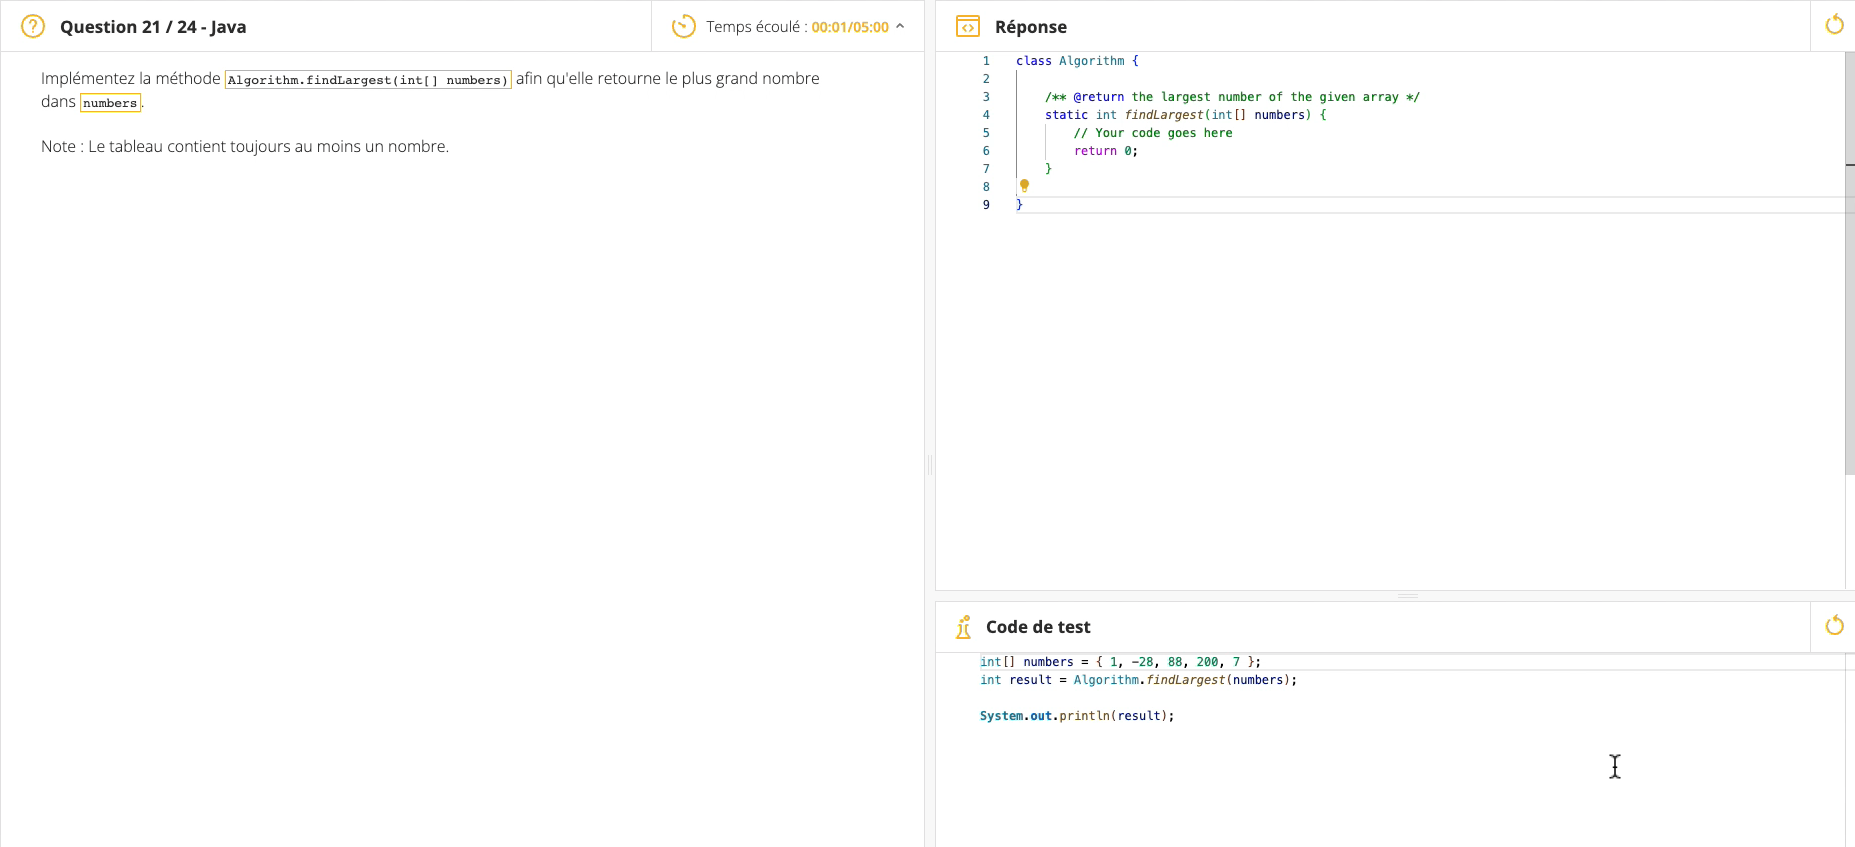 Question 21 / 24 - Java
Temps écoulé : 00:01/05:00
Implémentez la méthode Algorithm.findLargest(int[] numbers) afin qu'elle retourne le plus grand nombre
dans numbers.
Note : Le tableau contient toujours au moins un nombre.
Réponse
1 class Algorithm {
2
3 /** @return the largest number of the given array */
4 static int findLargest(int[] numbers) {
5 // Your code goes here
6 return 0;
7 }
8
9 }
Code de test
int[] numbers = { 1, -28, 88, 200, 7 };
int result = Algorithm.findLargest(numbers);
System.out.println(result);